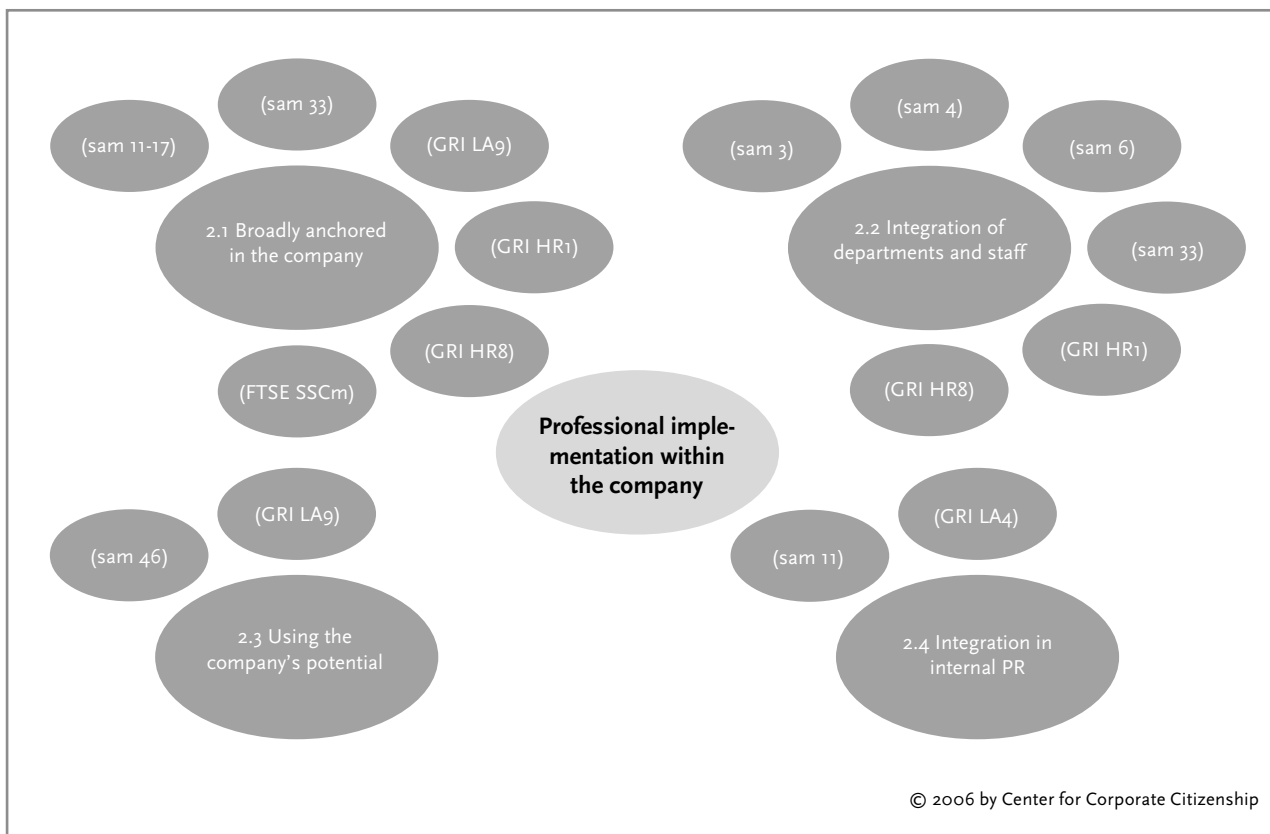 (sam 33)
(sam 11-17)
(GRI LA9)
2.1 Broadly anchored
in the company
(GRI HR1)
(GRI HR8)
(FTSE SSCm)
(sam 4)
(sam 3)
(sam 6)
2.2 Integration of
departments and staff
(sam 33)
(GRI HR1)
(GRI HR8)
Professional imple-
mentation within
the company
(GRI LA9)
(sam 46)
2.3 Using the
company's potential
(GRI LA4)
(sam 11)
2.4 Integration in
internal PR
© 2006 by Center for Corporate Citizenship